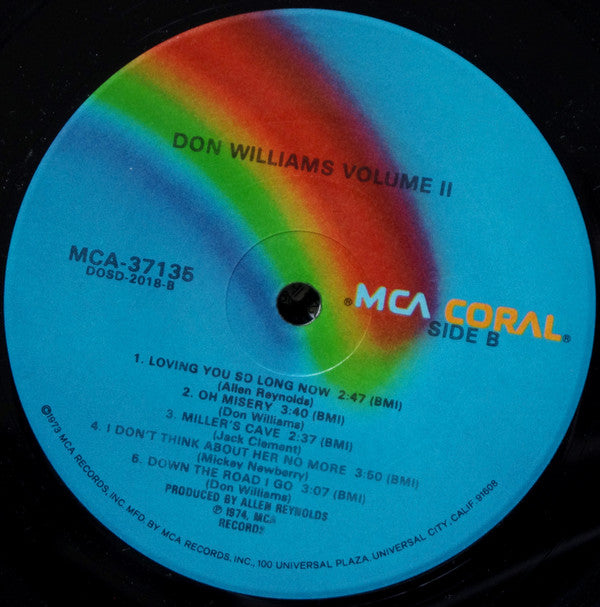 DON WILLIAMS VOLUME II
MCA-37135
DOSD-2018-B
®MCA CORAL®
SIDE B
1. LOVING YOU SO LONG NOW 2:47 (BMI)
(Allen Reynolds)
2. OH MISERY 3:40 (BMI)
(Don Williams)
3. MILLER'S CAVE 2:37 (BMI)
(Jack Clement)
4. I DON'T THINK ABOUT HER NO MORE 3:50 (BMI)
(Mickey Newberry)
6. DOWN THE ROAD I GO 3:07 (BMI)
(Don Williams)
PRODUCED BY ALLEN REYNOLDS
℗ 1974, MCA
RECORDS
©1973 MCA RECORDS, INC. MFD. BY MCA RECORDS, INC., 100 UNIVERSAL PLAZA, UNIVERSAL CITY, CALIF. 91608